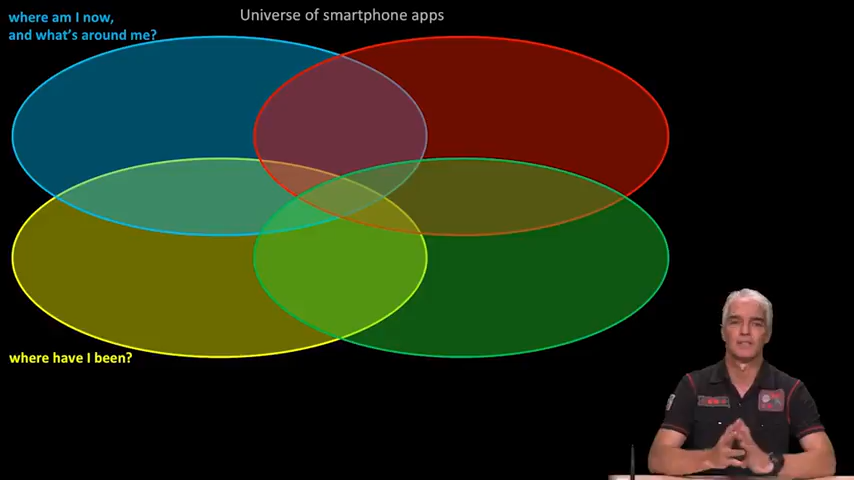 Universe of smartphone apps
where am I now,
and what's around me?
where have I been?